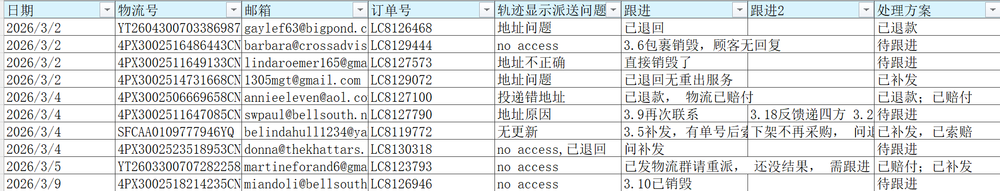 日期 物流号 邮箱 订单号 轨迹显示派送问题 跟进 跟进2 处理方案
2026/3/2 YT2604300703386987 gaylef63@bigpond.c LC8126468 地址问题 已退回 已退款
2026/3/2 4PX3002516486443CN barbara@crossadvis LC8129444 no access 3.6包裹销毁，顾客无回复 待跟进
2026/3/2 4PX3002511649133CN lindaroemer165@gma LC8127573 地址不正确 直接销毁了 待跟进
2026/3/2 4PX3002514731668CN 1305mgt@gmail.com LC8129072 地址问题 已退回无重出服务 已补发
2026/3/4 4PX3002506669658CN annieeleven@aol.co LC8127100 投递错地址 已退款， 物流已赔付 已退款；已赔付
2026/3/4 4PX3002511647085CN swpaul@bellsouth.n LC8127790 地址原因 3.9再次联系 3.18反馈递四方 3.2 待跟进
2026/3/4 SFCAA0109777946YQ belindahull1234@ya LC8119772 无更新 3.5补发，有单号后索 下架不再采购， 问退 已补发，已索赔
2026/3/4 4PX3002523518953CN donna@thekhattars. LC8130318 no access,已退回 问补发 待跟进
2026/3/5 YT2603300707282258 martineforand6@gma LC8123793 no access 已发物流群请重派， 还没结果， 需跟进 已赔付；已补发
2026/3/9 4PX3002518214235CN miandoli@bellsouth LC8126946 no access 3.10已销毁 待跟进